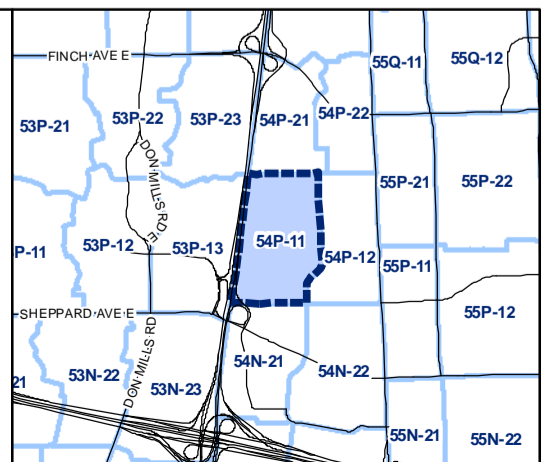 FINCH AVE E
55Q-11
55Q-12
53P-21
53P-22
53P-23
54P-21
54P-22
DON MILLS RD E
55P-21
55P-22
P-11
53P-12
53P-13
54P-11
54P-12
55P-11
SHEPPARD AVE E
55P-12
21
53N-22
DON MILLS RD
53N-23
54N-21
54N-22
55N-21
55N-22